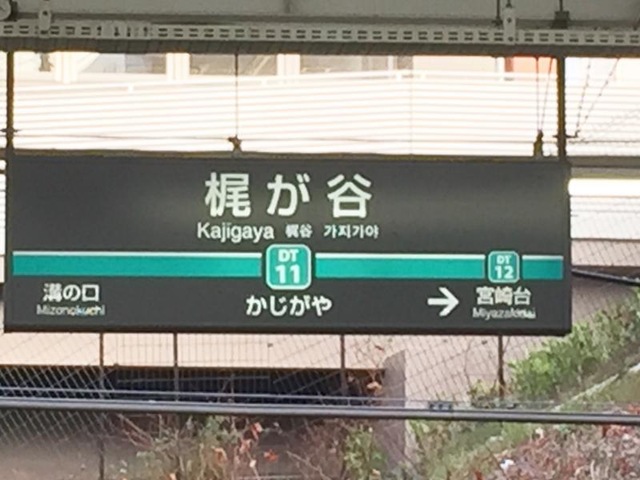 梶が谷
Kajigaya 梶谷 가지가야
DT 11
DT 12
かじがや
溝の口
Mizonokuchi
→ 宮崎台
Miyazakidai